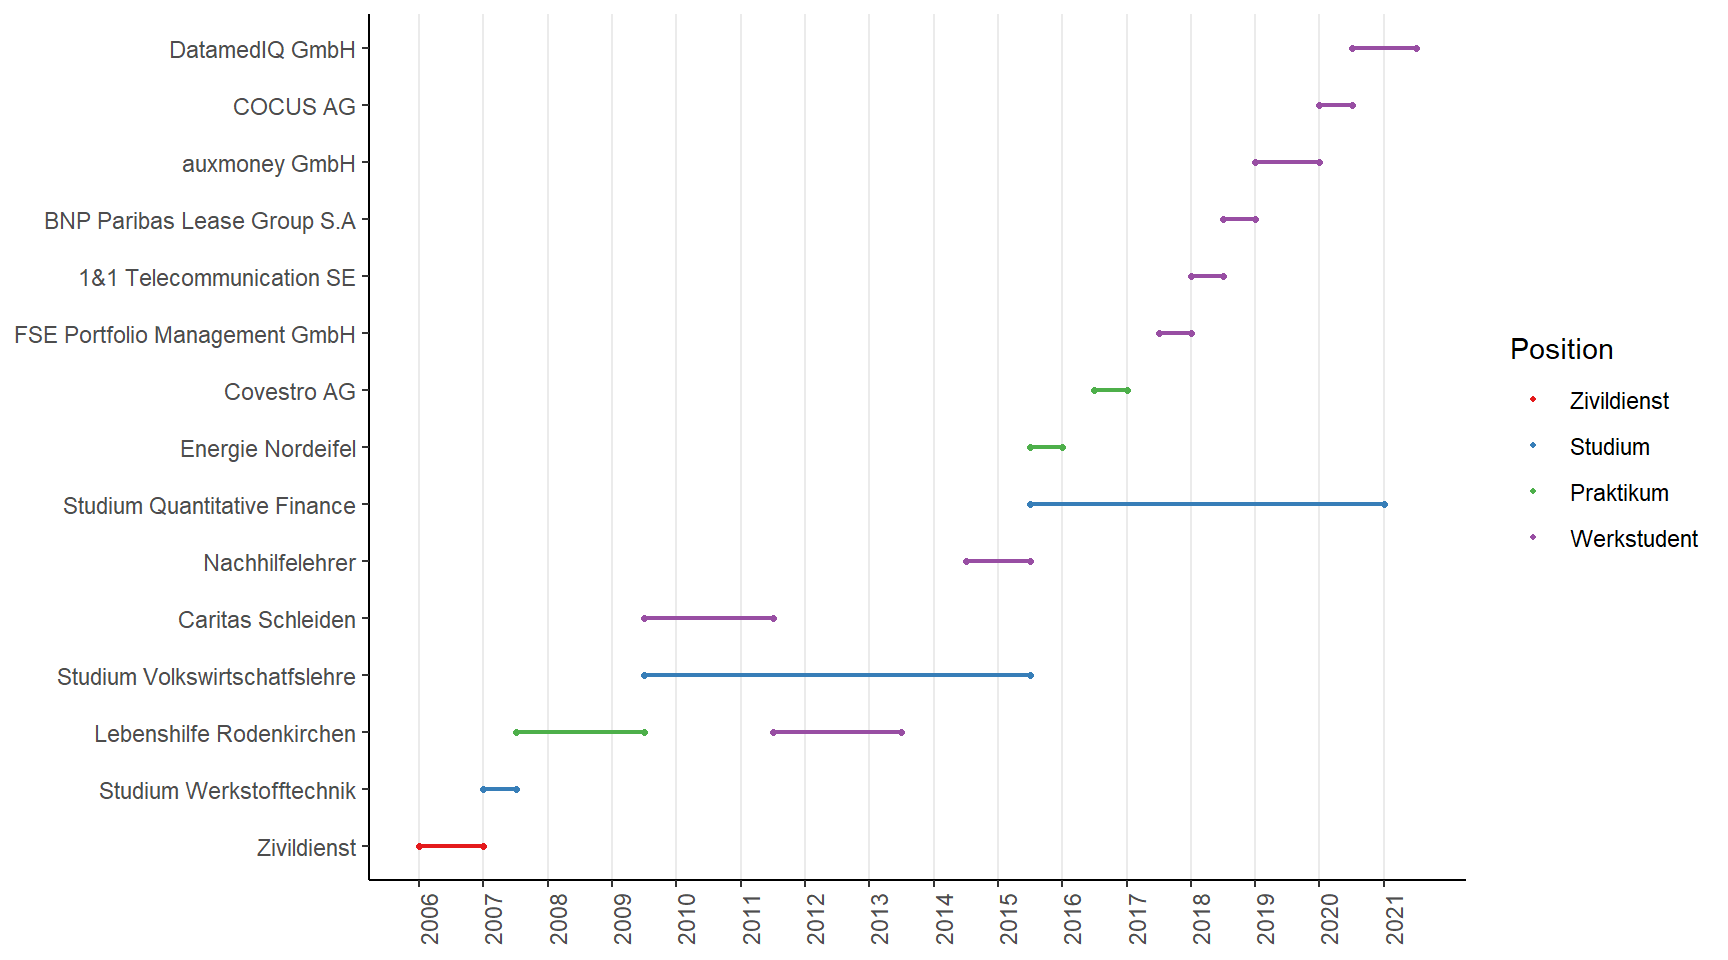 DatamedIQ GmbH
COCUS AG
auxmoney GmbH
BNP Paribas Lease Group S.A
1&1 Telecommunication SE
FSE Portfolio Management GmbH
Covestro AG
Energie Nordeifel
Studium Quantitative Finance
Nachhilfelehrer
Caritas Schleiden
Studium Volkswirtschatfslehre
Lebenshilfe Rodenkirchen
Studium Werkstofftechnik
Zivildienst
2006
2007
2008
2009
2010
2011
2012
2013
2014
2015
2016
2017
2018
2019
2020
2021
Position
Zivildienst
Studium
Praktikum
Werkstudent